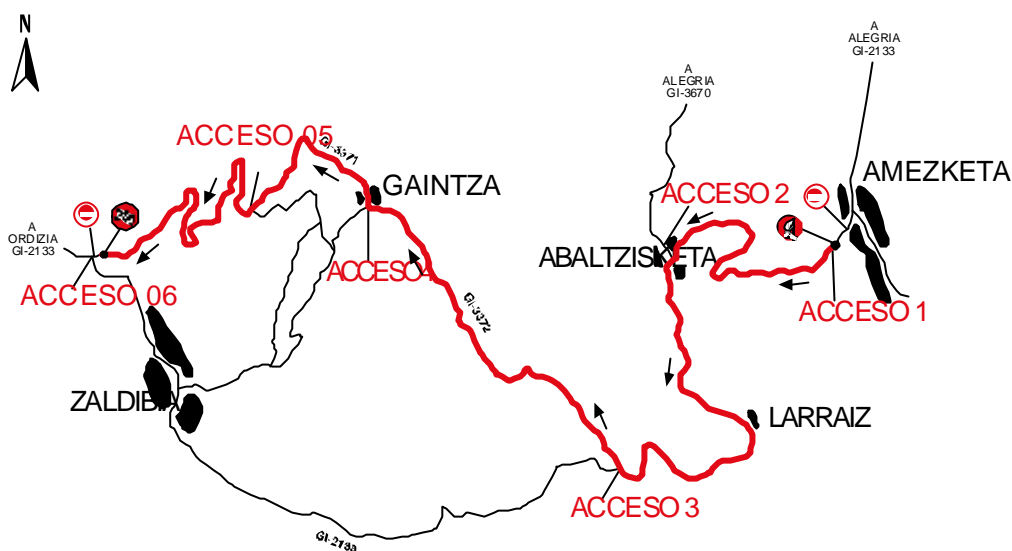 N
A
ALEGRIA
GI-2133
A
ALEGRIA
GI-3670
ACCESO 05
GI-3371
GAINTZA
AMEZKETA
ACCESO 2
A
ORDIZIA
GI-2133
ABALTZISKETA
ACCESO4
ACCESO 06
ACCESO 1
GI-3372
ZALDIBIA
LARRAIZ
ACCESO 3
GI-2133